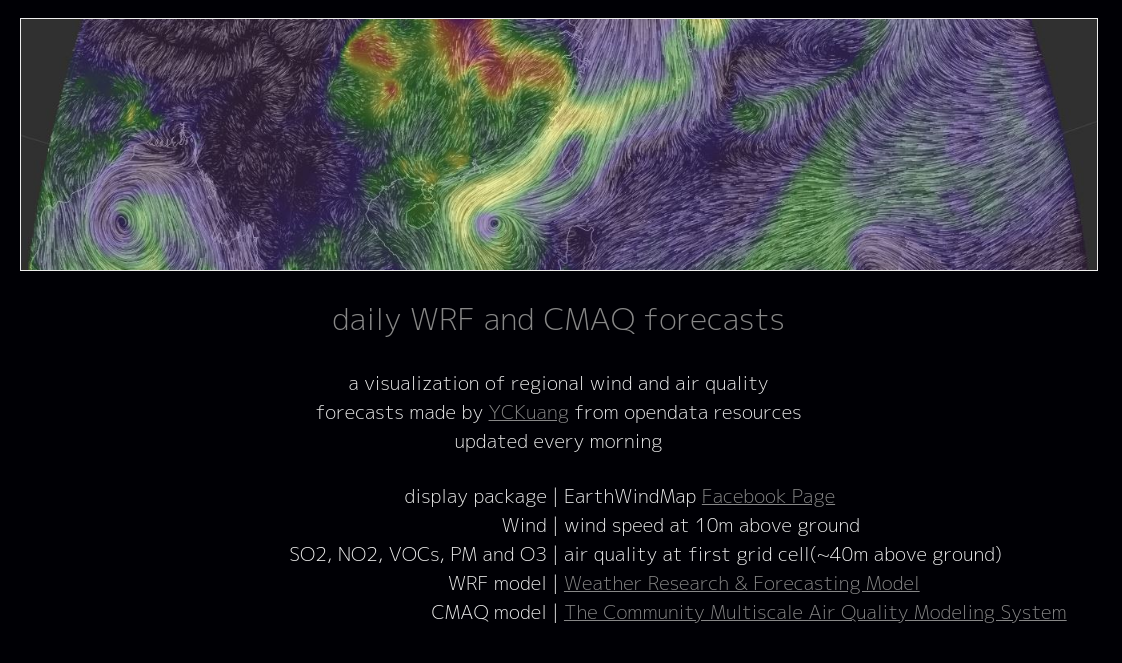 daily WRF and CMAQ forecasts
a visualization of regional wind and air quality
forecasts made by YCKuang from opendata resources
updated every morning
display package | EarthWindMap Facebook Page
Wind | wind speed at 10m above ground
SO2, NO2, VOCs, PM and O3 | air quality at first grid cell(~40m above ground)
WRF model | Weather Research & Forecasting Model
CMAQ model | The Community Multiscale Air Quality Modeling System